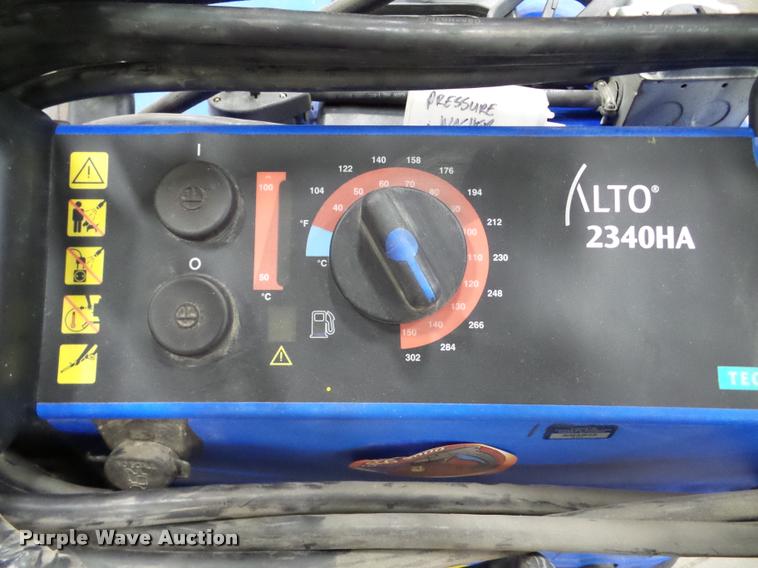 PRESSURE
WASHER
I
100
50
°C
O
°F
°C
104
122
140
158
176
194
212
230
248
266
284
302
40
50
60
70
80
90
100
110
120
130
140
150
ALTO®
2340HA
TEC
Purple Wave Auction